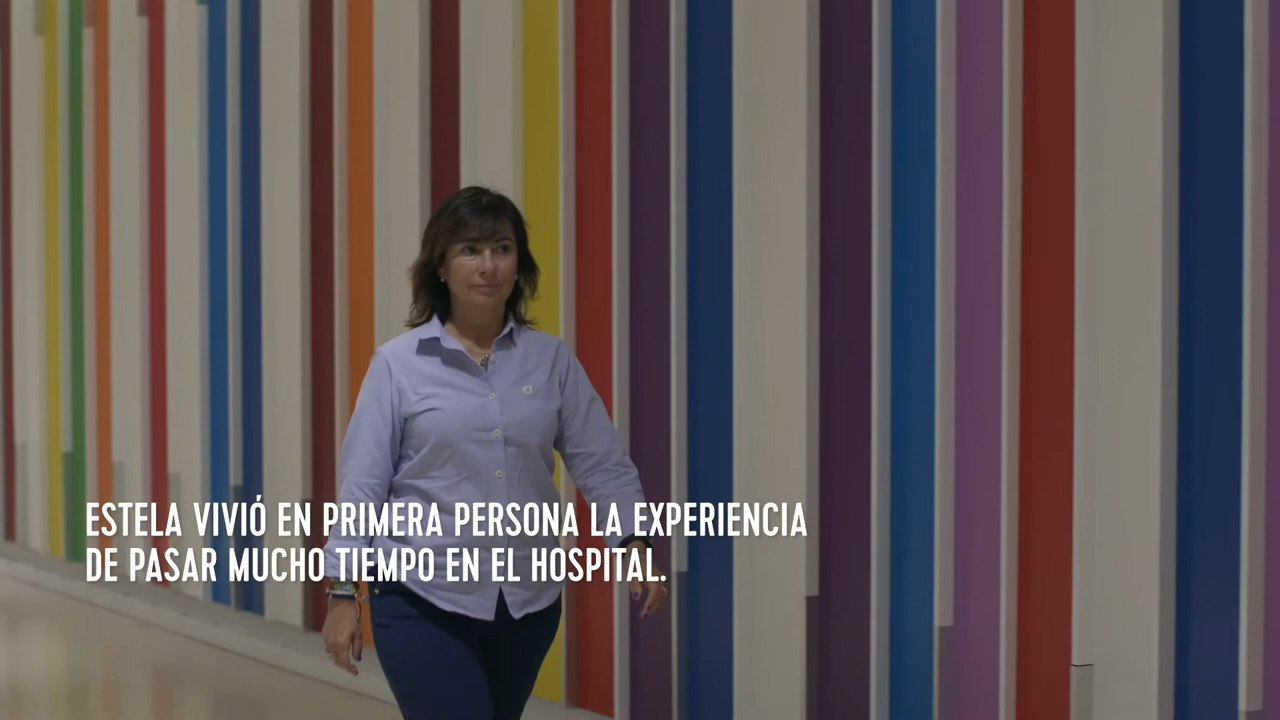 ESTELA VIVIÓ EN PRIMERA PERSONA LA EXPERIENCIA
DE PASAR MUCHO TIEMPO EN EL HOSPITAL.